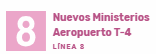 8
Nuevos Ministerios
Aeropuerto T-4
LÍNEA 8